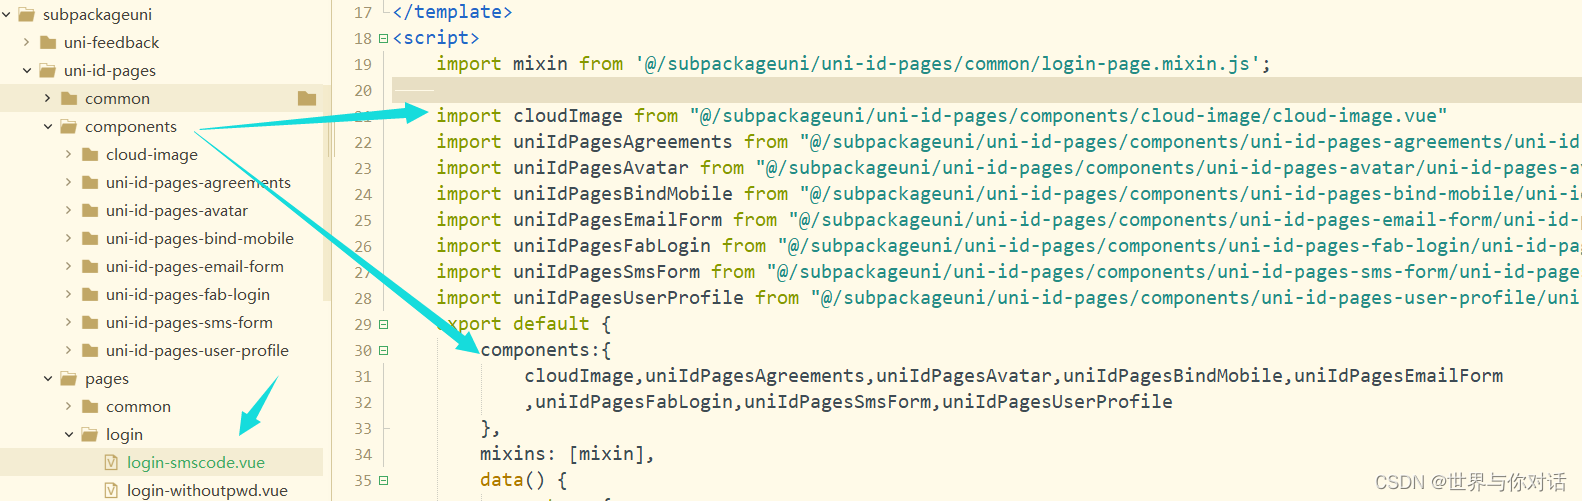 subpackageuni
uni-feedback
uni-id-pages
common
components
cloud-image
uni-id-pages-agreements
uni-id-pages-avatar
uni-id-pages-bind-mobile
uni-id-pages-email-form
uni-id-pages-fab-login
uni-id-pages-sms-form
uni-id-pages-user-profile
pages
common
login
login-smscode.vue
login-withoutpwd.vue
17 </template>
18 <script>
19 import mixin from '@/subpackageuni/uni-id-pages/common/login-page.mixin.js';
20
21 import cloudImage from "@/subpackageuni/uni-id-pages/components/cloud-image/cloud-image.vue"
22 import uniIdPagesAgreements from "@/subpackageuni/uni-id-pages/components/uni-id-pages-agreements/uni-id
23 import uniIdPagesAvatar from "@/subpackageuni/uni-id-pages/components/uni-id-pages-avatar/uni-id-pages-av
24 import uniIdPagesBindMobile from "@/subpackageuni/uni-id-pages/components/uni-id-pages-bind-mobile/uni-id
25 import uniIdPagesEmailForm from "@/subpackageuni/uni-id-pages/components/uni-id-pages-email-form/uni-id-p
26 import uniIdPagesFabLogin from "@/subpackageuni/uni-id-pages/components/uni-id-pages-fab-login/uni-id-pag
27 import uniIdPagesSmsForm from "@/subpackageuni/uni-id-pages/components/uni-id-pages-sms-form/uni-id-page
28 import uniIdPagesUserProfile from "@/subpackageuni/uni-id-pages/components/uni-id-pages-user-profile/uni
29 export default {
30 components:{
31 cloudImage,uniIdPagesAgreements,uniIdPagesAvatar,uniIdPagesBindMobile,uniIdPagesEmailForm
32 ,uniIdPagesFabLogin,uniIdPagesSmsForm,uniIdPagesUserProfile
33 },
34 mixins: [mixin],
35 data() {
CSDN @世界与你对话